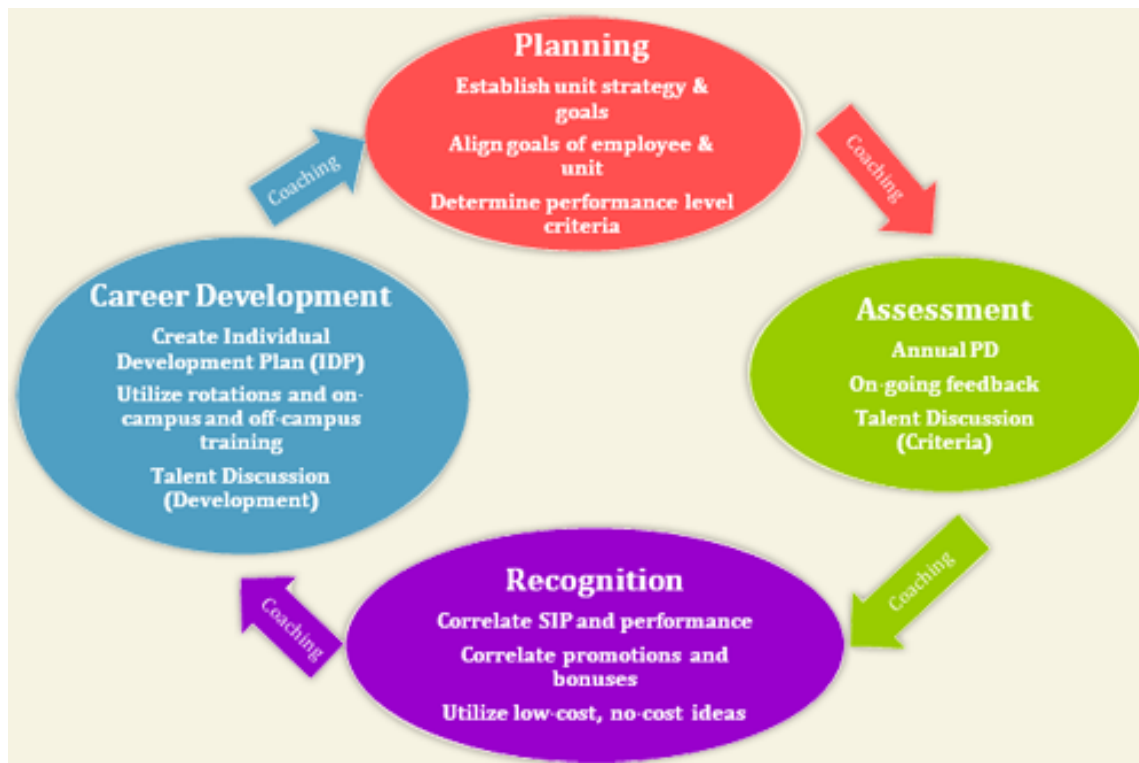 Planning
Establish unit strategy &
goals
Align goals of employee &
unit
Determine performance level
criteria
Coaching
Assessment
Annual PD
On-going feedback
Talent Discussion
(Criteria)
Coaching
Recognition
Correlate SIP and performance
Correlate promotions and
bonuses
Utilize low-cost, no-cost ideas
Coaching
Career Development
Create Individual
Development Plan (IDP)
Utilize rotations and on-
campus and off-campus
training
Talent Discussion
(Development)
Coaching